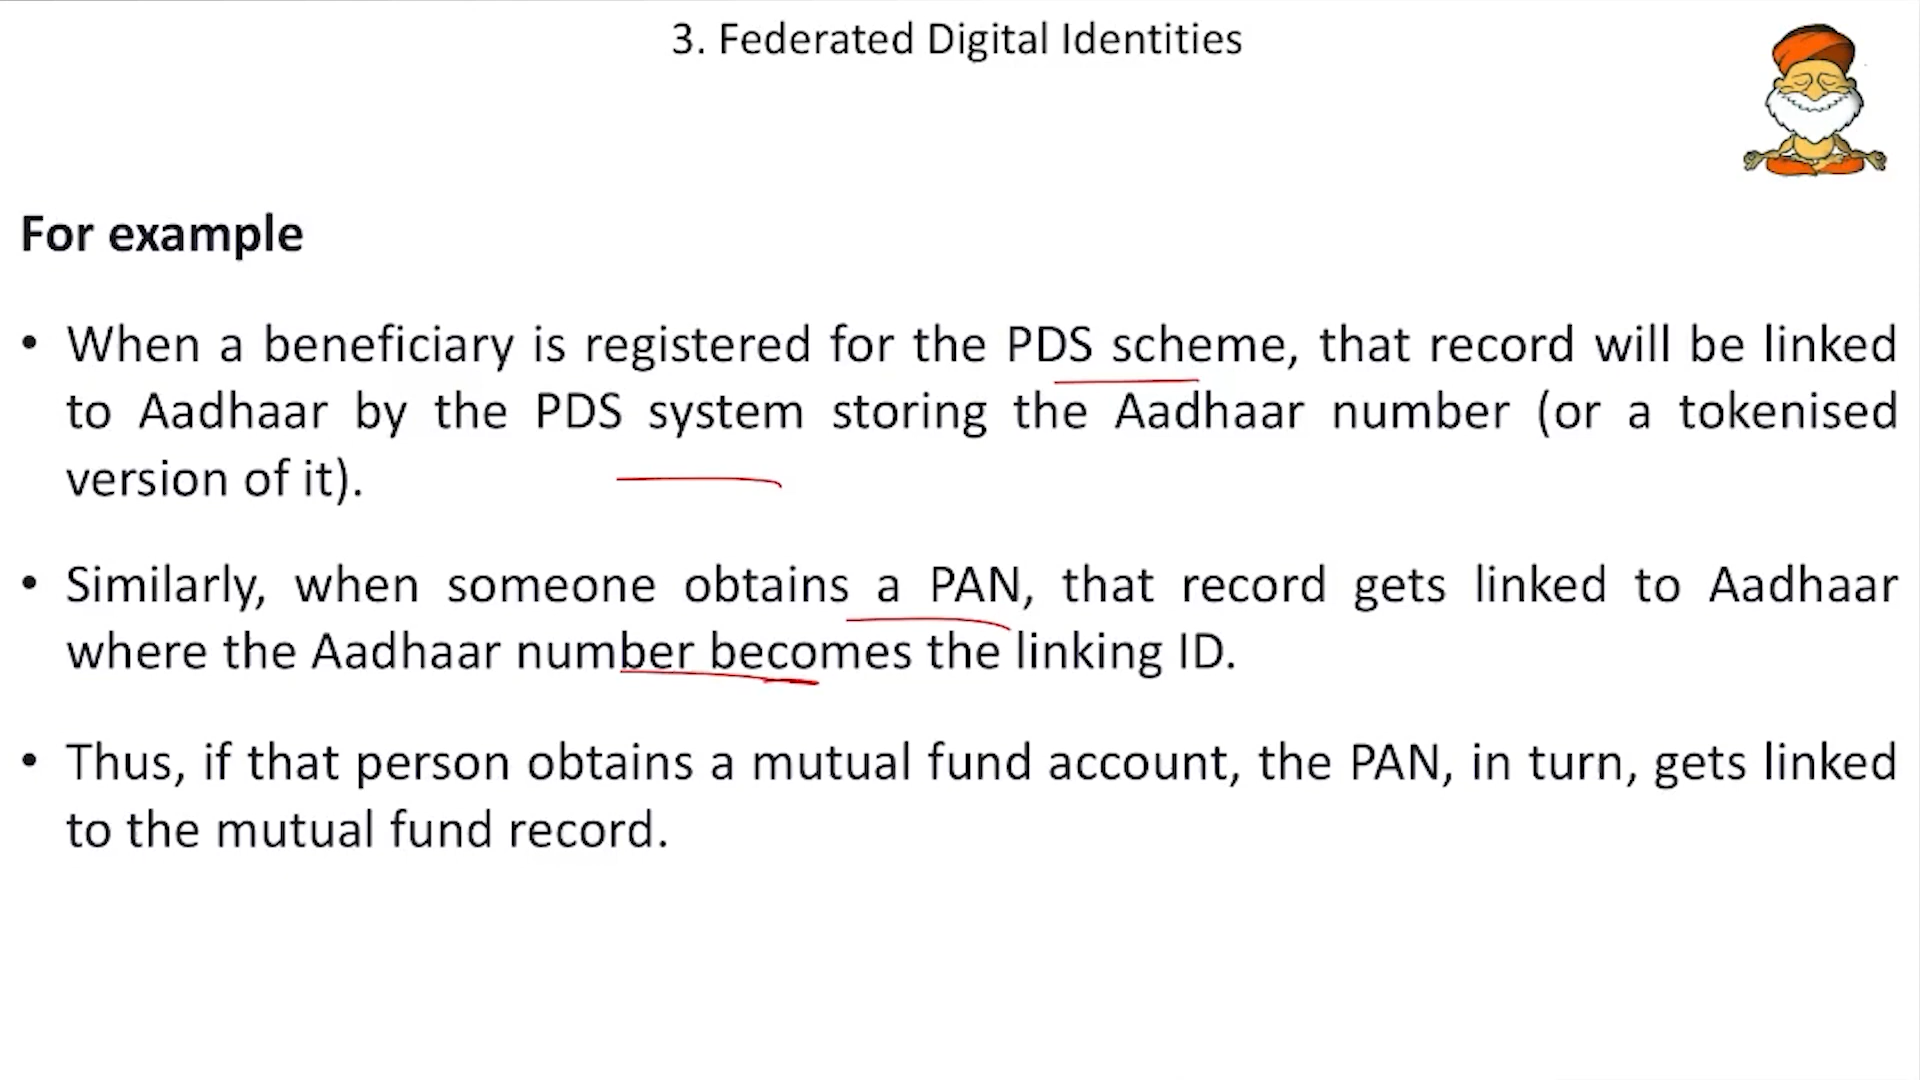 3. Federated Digital Identities
For example
• When a beneficiary is registered for the PDS scheme, that record will be linked
to Aadhaar by the PDS system storing the Aadhaar number (or a tokenised
version of it).
• Similarly, when someone obtains a PAN, that record gets linked to Aadhaar
where the Aadhaar number becomes the linking ID.
• Thus, if that person obtains a mutual fund account, the PAN, in turn, gets linked
to the mutual fund record.